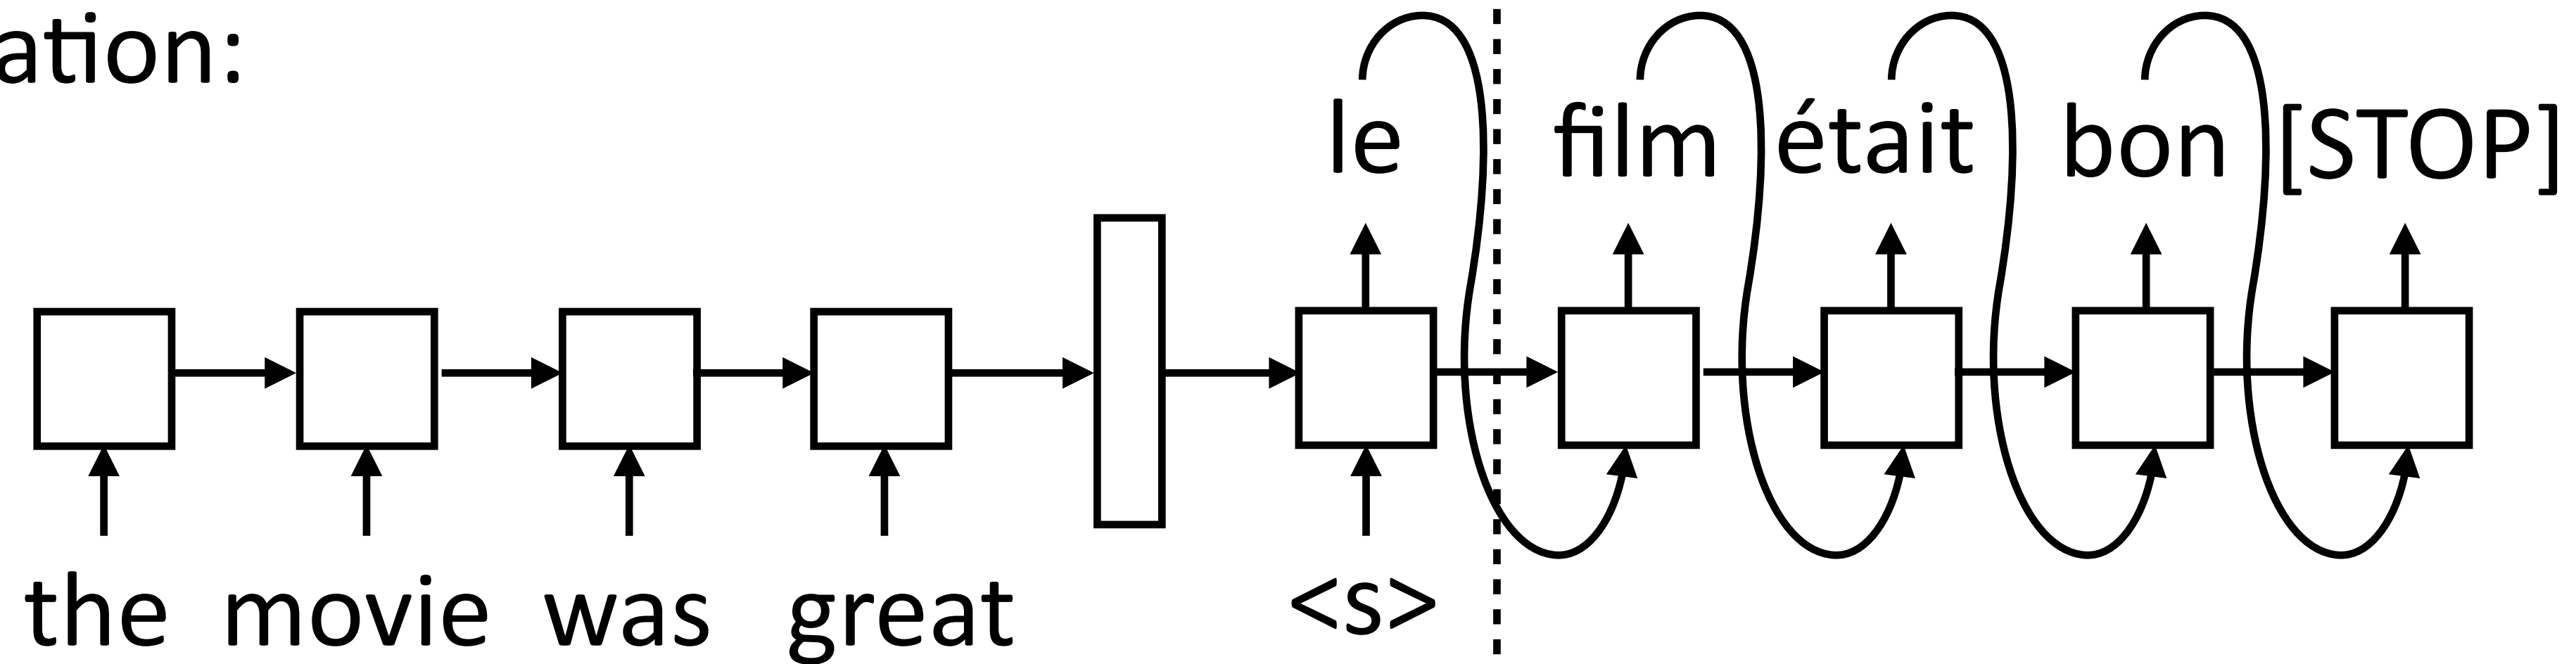 ation:
le film était bon [STOP]
the movie was great <s>